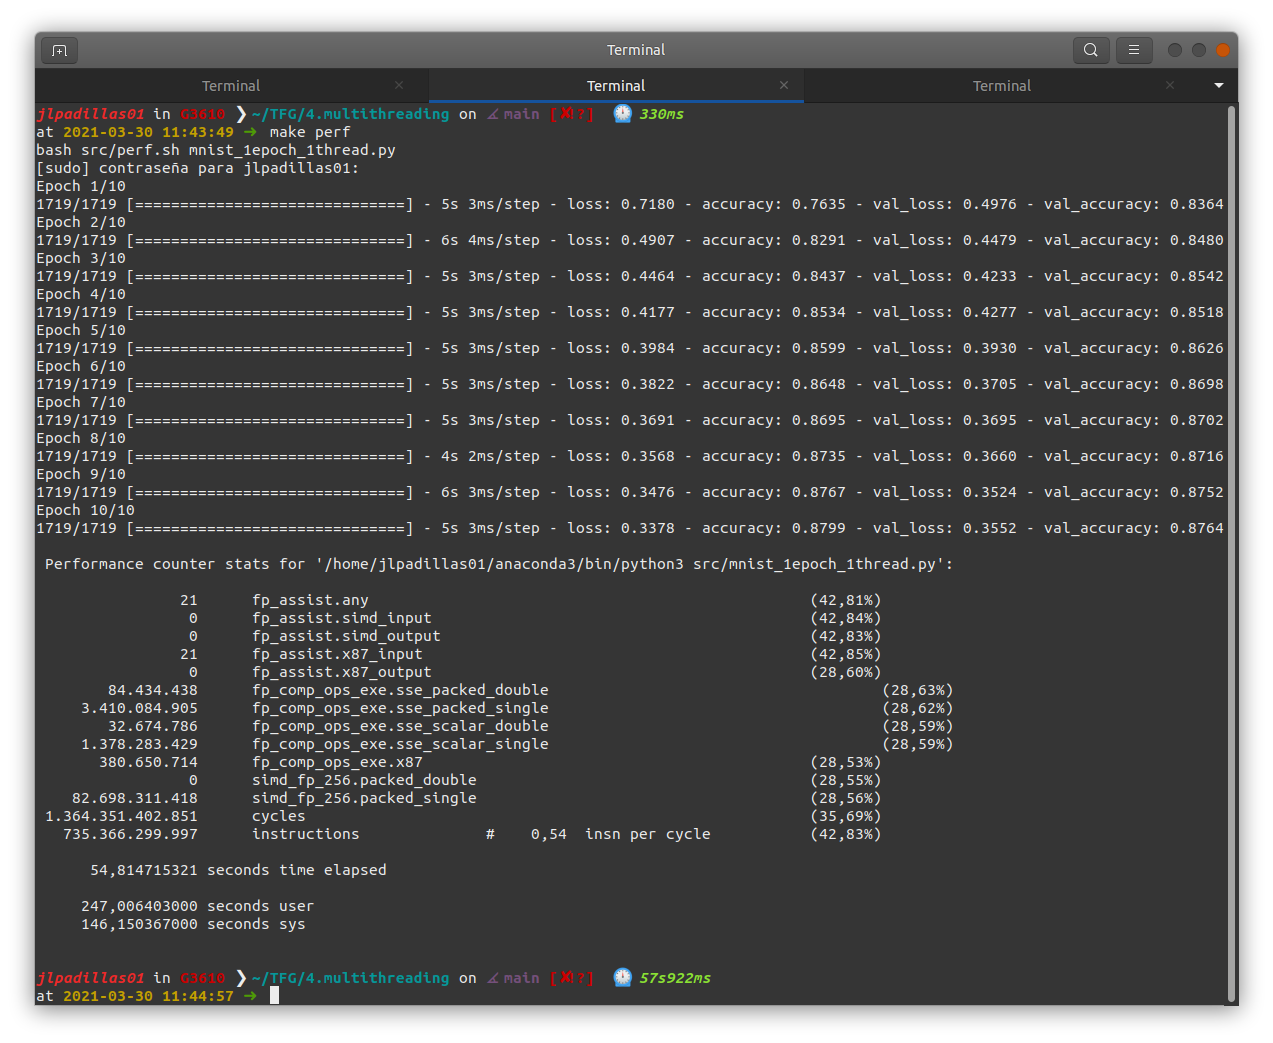 Terminal
Terminal Terminal Terminal
jlpadillas01 in G3610 ❯ ~/TFG/4.multithreading on main [✘!?] 330ms
at 2021-03-30 11:43:49 ➜ make perf
bash src/perf.sh mnist_1epoch_1thread.py
[sudo] contraseña para jlpadillas01:
Epoch 1/10
1719/1719 [==============================] - 5s 3ms/step - loss: 0.7180 - accuracy: 0.7635 - val_loss: 0.4976 - val_accuracy: 0.8364
Epoch 2/10
1719/1719 [==============================] - 6s 4ms/step - loss: 0.4907 - accuracy: 0.8291 - val_loss: 0.4479 - val_accuracy: 0.8480
Epoch 3/10
1719/1719 [==============================] - 5s 3ms/step - loss: 0.4464 - accuracy: 0.8437 - val_loss: 0.4233 - val_accuracy: 0.8542
Epoch 4/10
1719/1719 [==============================] - 5s 3ms/step - loss: 0.4177 - accuracy: 0.8534 - val_loss: 0.4277 - val_accuracy: 0.8518
Epoch 5/10
1719/1719 [==============================] - 5s 3ms/step - loss: 0.3984 - accuracy: 0.8599 - val_loss: 0.3930 - val_accuracy: 0.8626
Epoch 6/10
1719/1719 [==============================] - 5s 3ms/step - loss: 0.3822 - accuracy: 0.8648 - val_loss: 0.3705 - val_accuracy: 0.8698
Epoch 7/10
1719/1719 [==============================] - 5s 3ms/step - loss: 0.3691 - accuracy: 0.8695 - val_loss: 0.3695 - val_accuracy: 0.8702
Epoch 8/10
1719/1719 [==============================] - 4s 2ms/step - loss: 0.3568 - accuracy: 0.8735 - val_loss: 0.3660 - val_accuracy: 0.8716
Epoch 9/10
1719/1719 [==============================] - 6s 3ms/step - loss: 0.3476 - accuracy: 0.8767 - val_loss: 0.3524 - val_accuracy: 0.8752
Epoch 10/10
1719/1719 [==============================] - 5s 3ms/step - loss: 0.3378 - accuracy: 0.8799 - val_loss: 0.3552 - val_accuracy: 0.8764
Performance counter stats for '/home/jlpadillas01/anaconda3/bin/python3 src/mnist_1epoch_1thread.py':
21 fp_assist.any (42,81%)
0 fp_assist.simd_input (42,84%)
0 fp_assist.simd_output (42,83%)
21 fp_assist.x87_input (42,85%)
0 fp_assist.x87_output (28,60%)
84.434.438 fp_comp_ops_exe.sse_packed_double (28,63%)
3.410.084.905 fp_comp_ops_exe.sse_packed_single (28,62%)
32.674.786 fp_comp_ops_exe.sse_scalar_double (28,59%)
1.378.283.429 fp_comp_ops_exe.sse_scalar_single (28,59%)
380.650.714 fp_comp_ops_exe.x87 (28,53%)
0 simd_fp_256.packed_double (28,55%)
82.698.311.418 simd_fp_256.packed_single (28,56%)
1.364.351.402.851 cycles (35,69%)
735.366.299.997 instructions # 0,54 insn per cycle (42,83%)
54,814715321 seconds time elapsed
247,006403000 seconds user
146,150367000 seconds sys
jlpadillas01 in G3610 ❯ ~/TFG/4.multithreading on main [✘!?] 57s922ms
at 2021-03-30 11:44:57 ➜